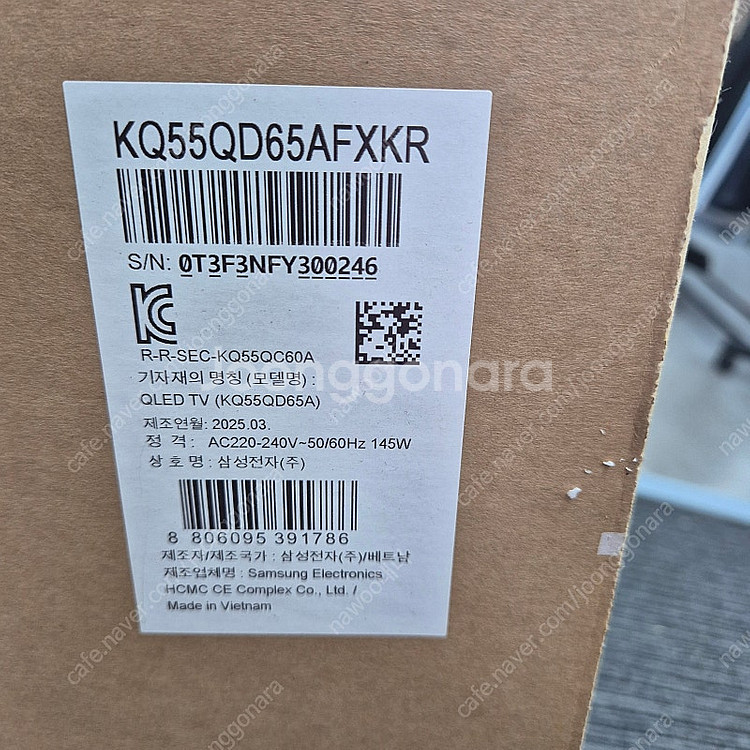 KQ55QD65AFXKR
S/N: 0T3F3NFY300246
R-R-SEC-KQ55QC60A
기자재의 명칭 (모델명) :
QLED TV (KQ55QD65A)
제조연월: 2025.03.
정 격 : AC220-240V~50/60Hz 145W
상 호 명 : 삼성전자(주)
8 806095 391786
제조자/제조국가 : 삼성전자(주)/베트남
제조업체명 : Samsung Electronics
HCMC CE Complex Co., Ltd. /
Made in Vietnam
joonggonara
cafe.naver.com/joonggonara